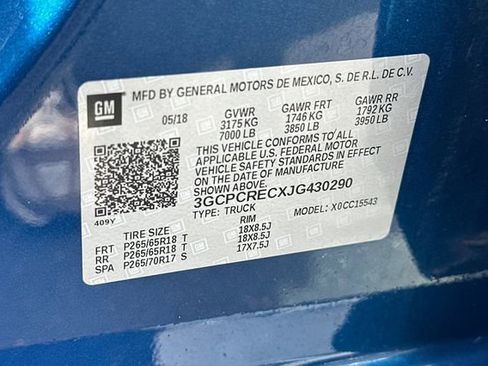 GM
MFD BY GENERAL MOTORS DE MEXICO, S. DE R.L. DE C.V.
05/18 GVWR GAWR FRT GAWR RR
3175 KG 1746 KG 1792 KG
7000 LB 3850 LB 3950 LB
THIS VEHICLE CONFORMS TO ALL
APPLICABLE U.S. FEDERAL MOTOR
VEHICLE SAFETY STANDARDS IN EFFECT
ON THE DATE OF MANUFACTURE
SHOWN ABOVE.
3GCPCRECXJG430290
TYPE: TRUCK MODEL: X0CC15543
409Y
TIRE SIZE RIM
FRT P265/65R18 T 18X8.5J
RR P265/65R18 T 18X8.5J
SP P265/70R17 S 17X7.5J